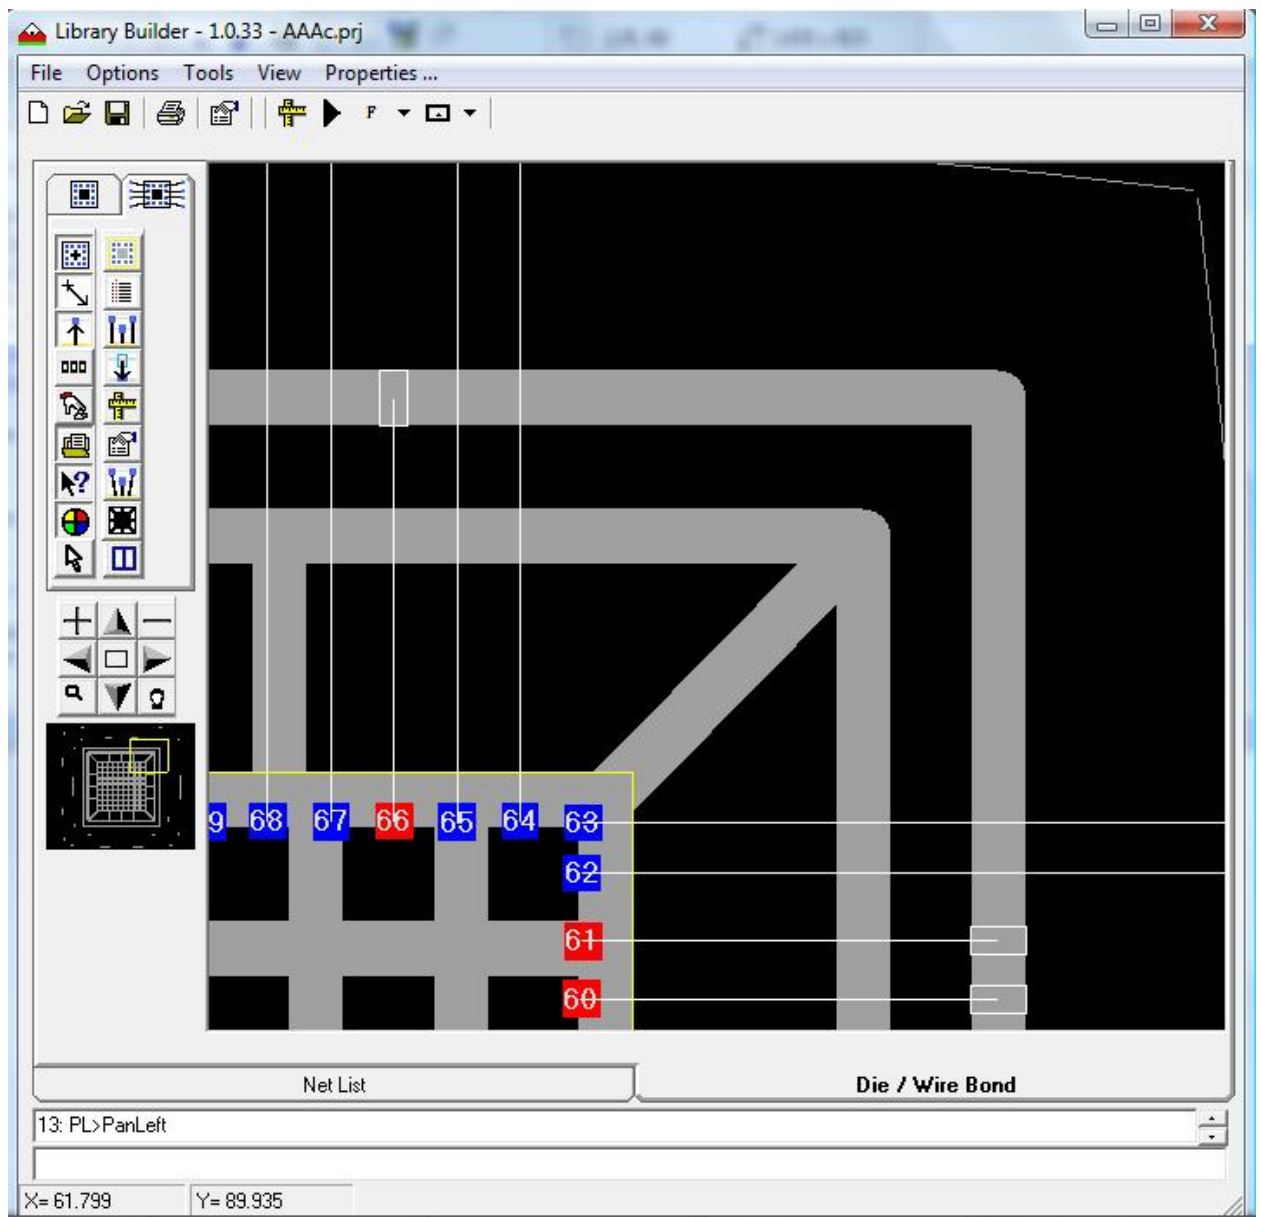 Library Builder - 1.0.33 - AAAc.prj
File Options Tools View Properties ...
F
9 68 67 66 65 64 63
62
61
60
Net List Die / Wire Bond
13: PL>PanLeft
X= 61.799 Y= 89.935